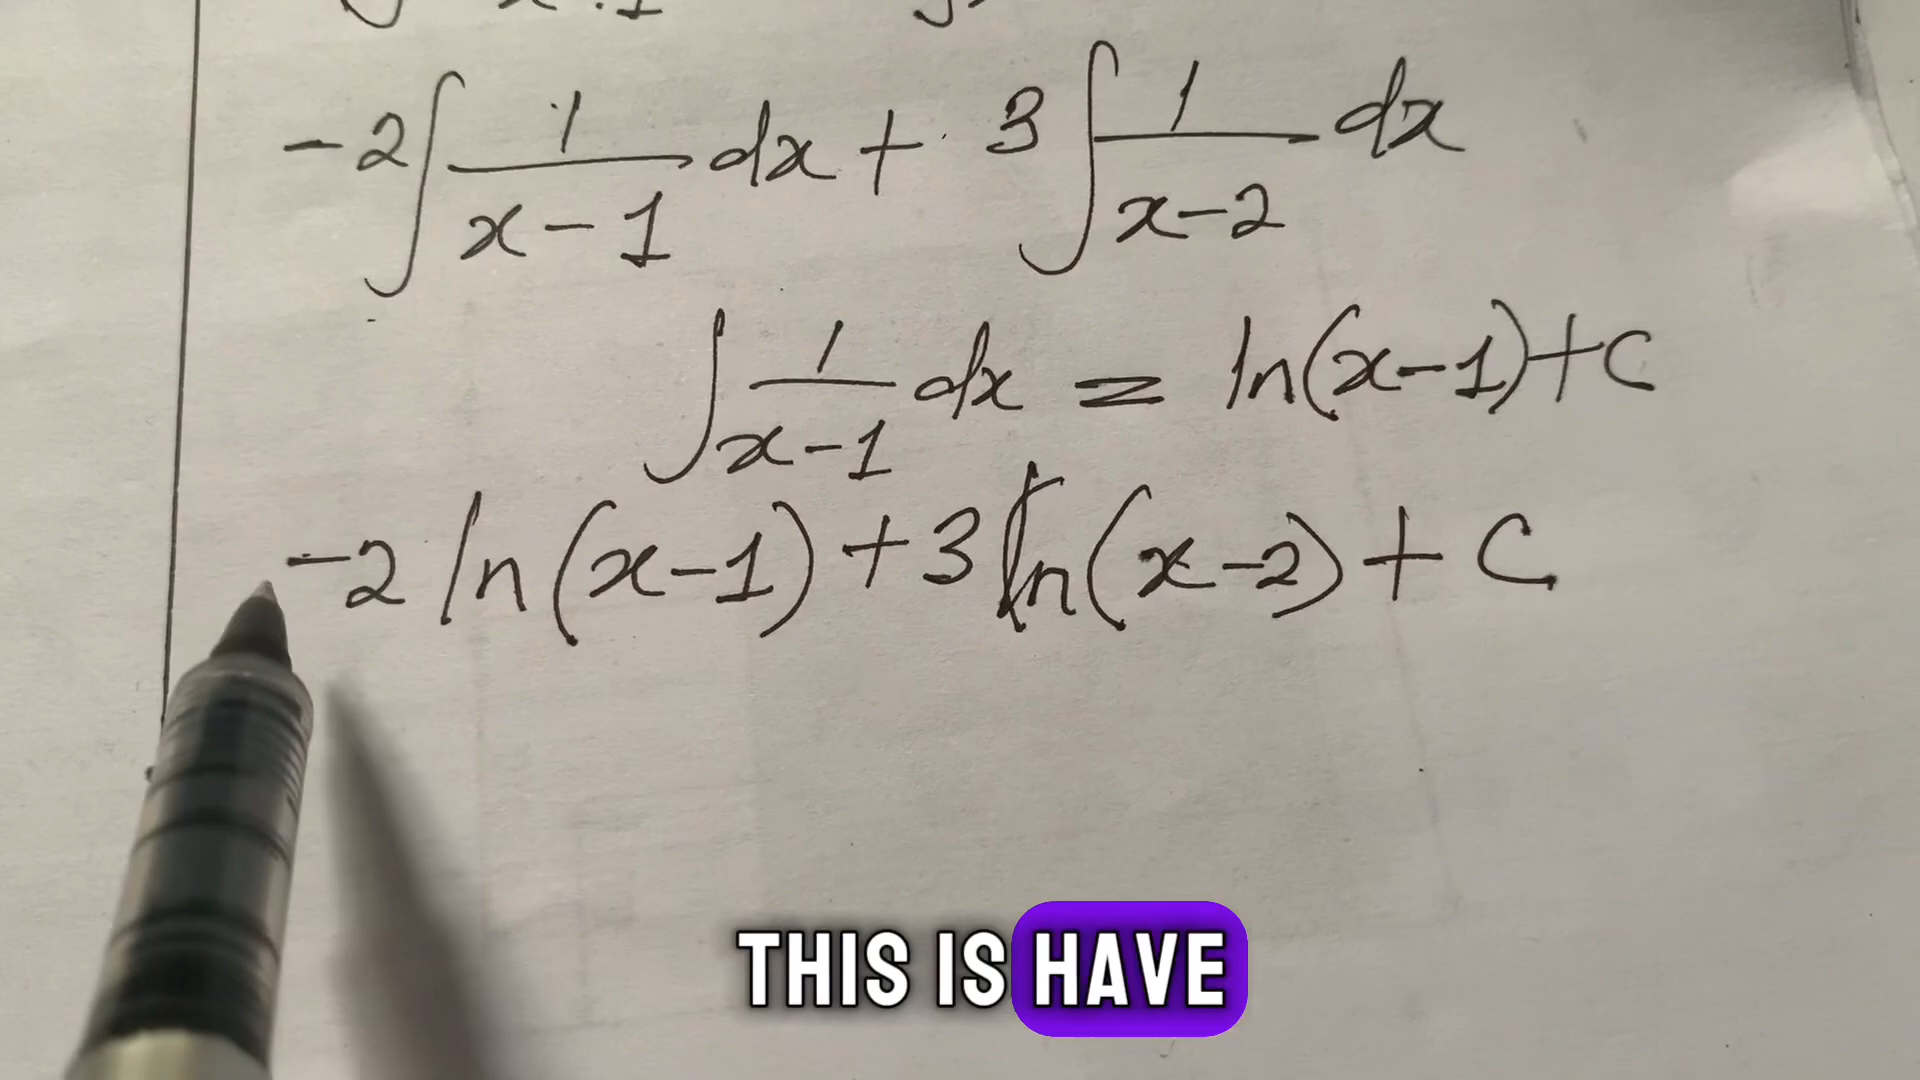 -2∫ 1/(x-1) dx + 3∫ 1/(x-2) dx
∫ 1/(x-1) dx = ln(x-1)+C
-2 ln(x-1) + 3 ln(x-2) + C
THIS IS HAVE